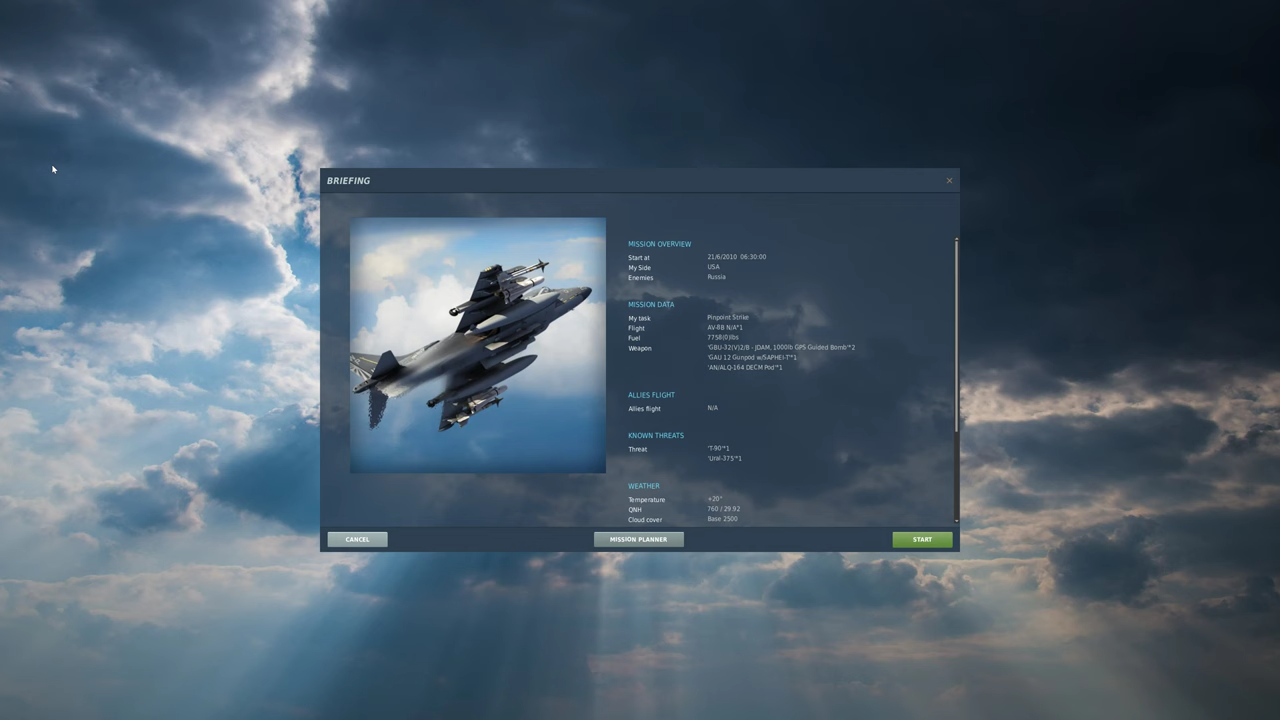 BRIEFING
MISSION OVERVIEW
Start at 21/6/2010 06:30:00
My Side USA
Enemies Russia
MISSION DATA
My task Pinpoint Strike
Flight AV-8B N/A*1
Fuel 7758(0)lbs
Weapon 'GBU-32(V)2/B - JDAM, 1000lb GPS Guided Bomb'*2
'GAU 12 Gunpod w/SAPHEI-T'*1
'AN/ALQ-164 DECM Pod'*1
ALLIES FLIGHT
Allies flight N/A
KNOWN THREATS
Threat 'T-90'*1
'Ural-375'*1
WEATHER
Temperature +20°
QNH 760 / 29.92
Cloud cover Base 2500
CANCEL MISSION PLANNER START